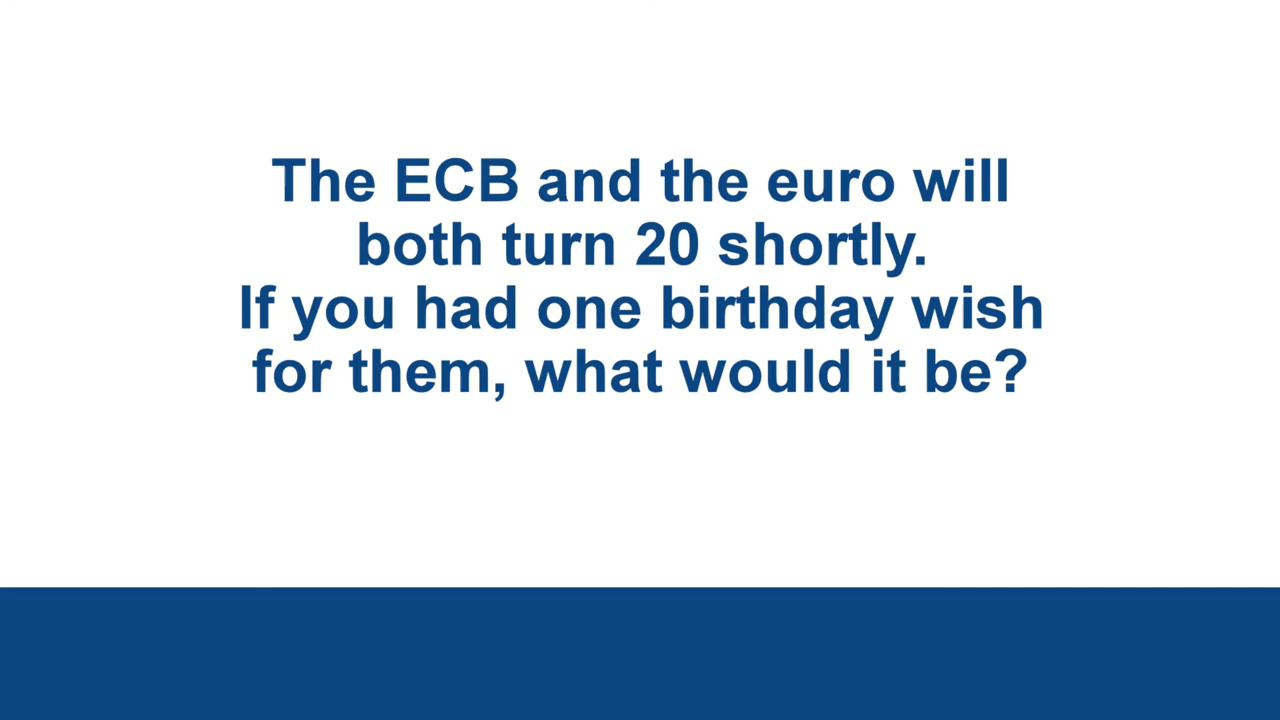 The ECB and the euro will
both turn 20 shortly.
If you had one birthday wish
for them, what would it be?